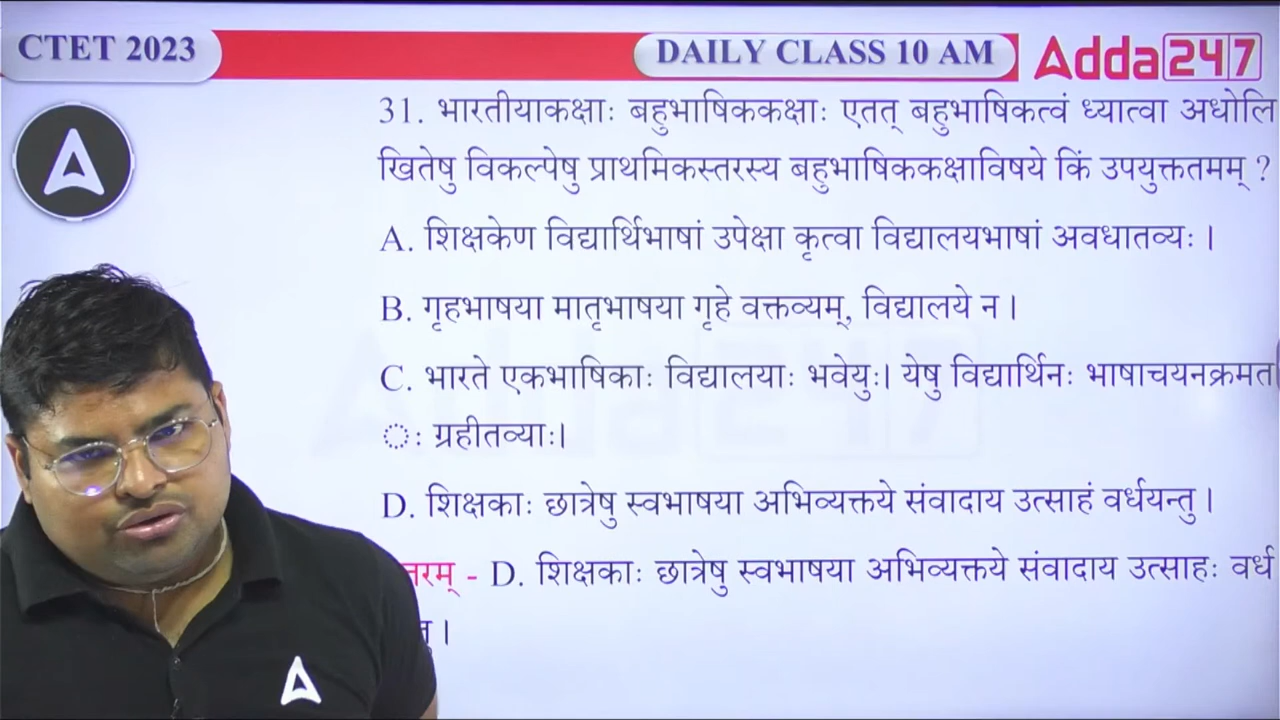 CTET 2023
DAILY CLASS 10 AM
Adda247
31. भारतीयाकक्षाः बहुभाषिककक्षाः एतत् बहुभाषिकत्वं ध्यात्वा अधोलि
खितेषु विकल्पेषु प्राथमिकस्तरस्य बहुभाषिककक्षाविषये किं उपयुक्ततमम् ?
A. शिक्षकेण विद्यार्थिभाषां उपेक्षा कृत्वा विद्यालयभाषां अवधातव्यः ।
B. गृहभाषया मातृभाषया गृहे वक्तव्यम्, विद्यालये न ।
C. भारते एकभाषिकाः विद्यालयाः भवेयुः। येषु विद्यार्थिनः भाषाचयनक्रमत
ः ग्रहीतव्याः।
D. शिक्षकाः छात्रेषु स्वभाषया अभिव्यक्तये संवादाय उत्साहं वर्धयन्तु ।
तरम् - D. शिक्षकाः छात्रेषु स्वभाषया अभिव्यक्तये संवादाय उत्साहः वर्ध